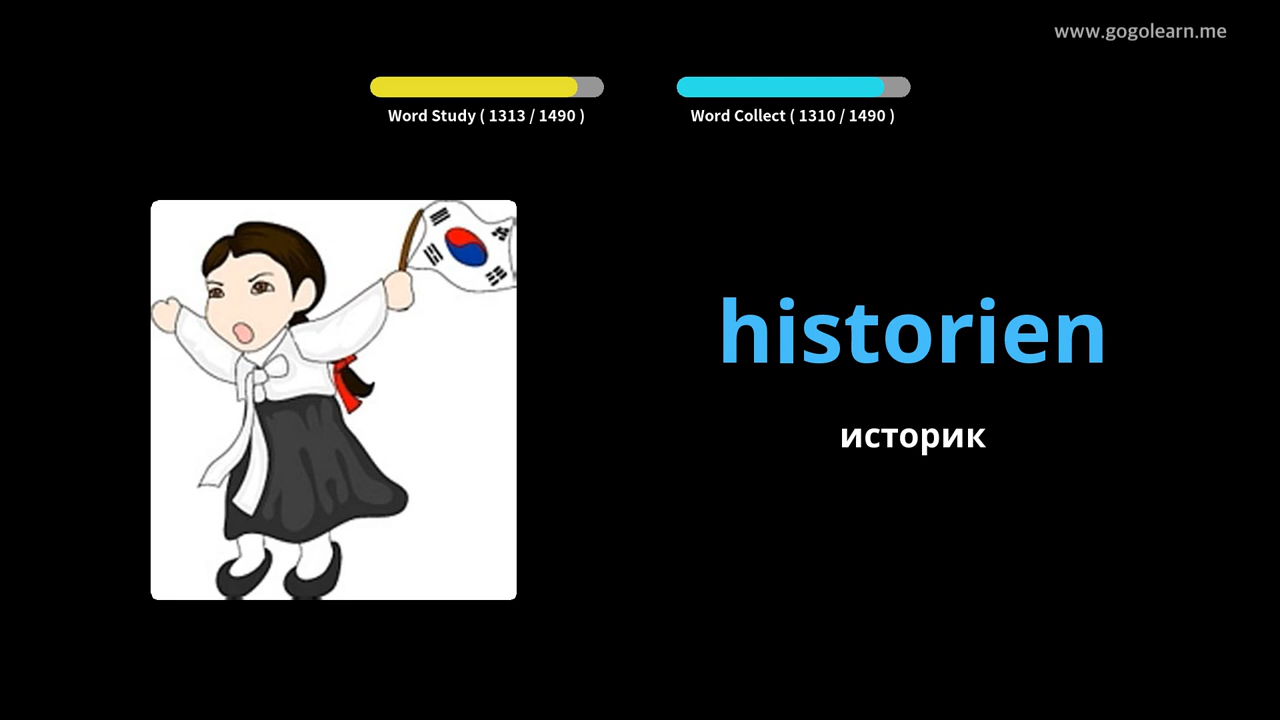 www.gogolearn.me
Word Study ( 1313 / 1490 )
Word Collect ( 1310 / 1490 )
historien
историк